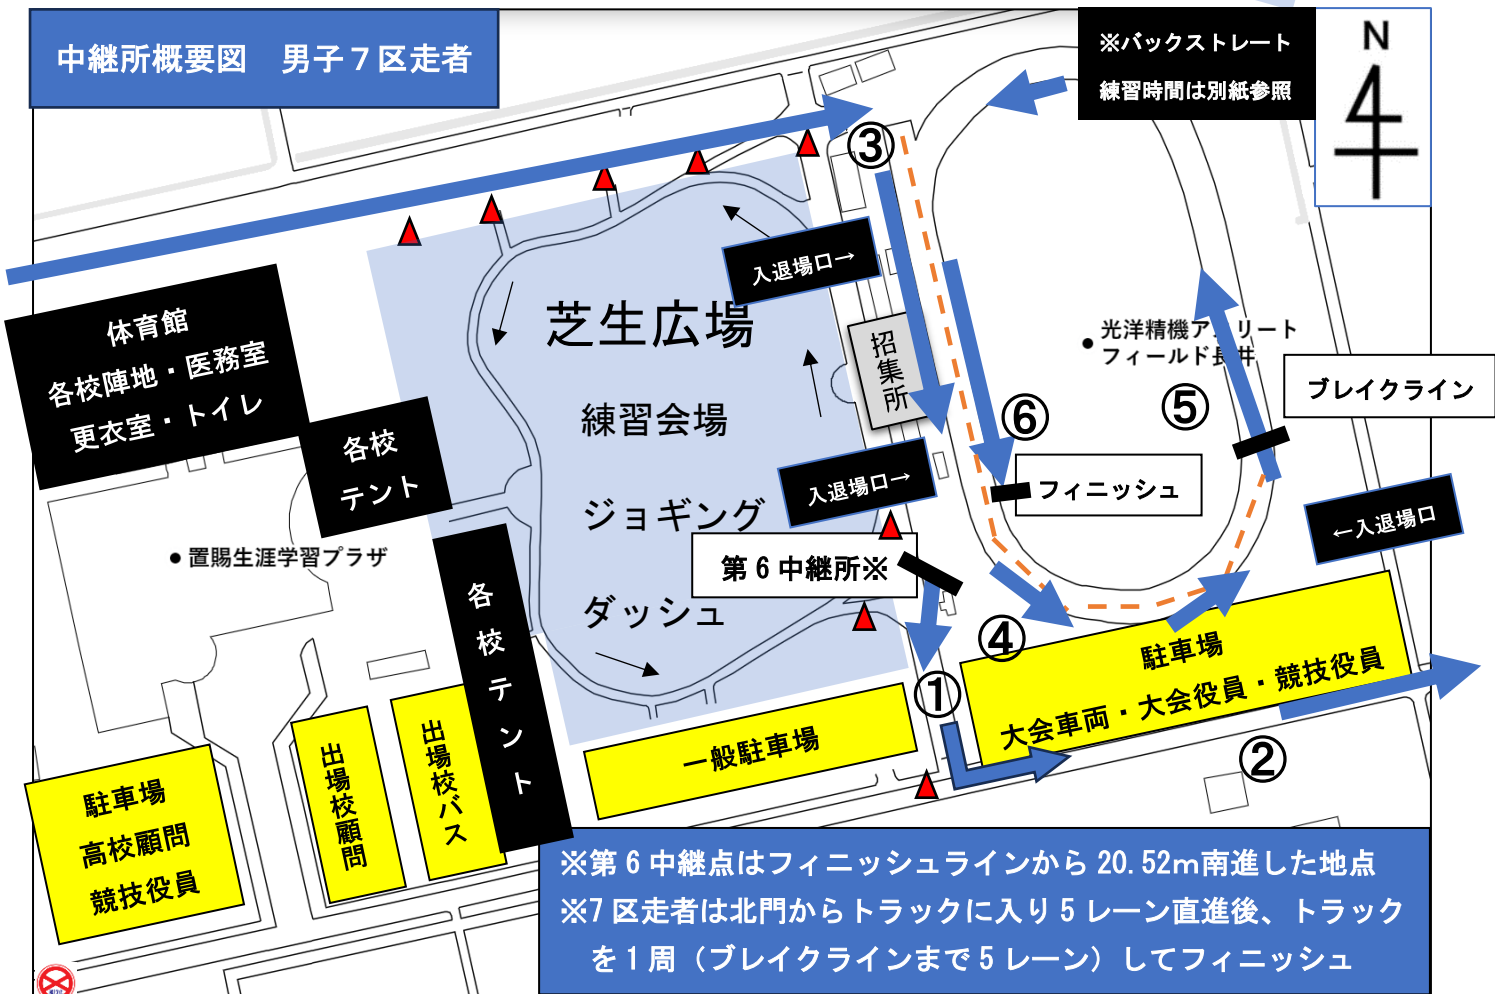 中継所概要図　男子７区走者
※バックストレート
練習時間は別紙参照
N
③
入退場口→
体育館
各校陣地・医務室
更衣室・トイレ
芝生広場
練習会場
ジョギング
ダッシュ
招集所
光洋精機ア
リート
フィールド長井
ブレイクライン
⑤
⑥
各校
テント
入退場口→
フィニッシュ
←入退場口
置賜生涯学習プラザ
第６中継所※
各校テント
④
駐車場
大会車両・大会役員・競技役員
①
②
一般駐車場
出場校バス
出場校顧問
駐車場
高校顧問
競技役員
※第６中継点はフィニッシュラインから 20.52m南進した地点
※7 区走者は北門からトラックに入り５レーン直進後、トラック
を１周（ブレイクラインまで５レーン）してフィニッシュ